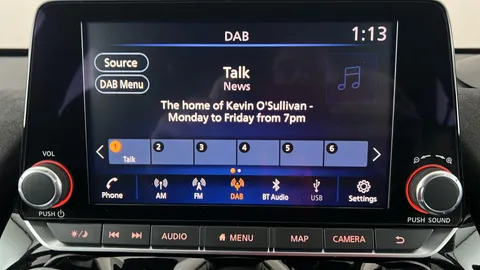 DAB
1:13
Source
DAB Menu
Talk
News
The home of Kevin O'Sullivan -
Monday to Friday from 7pm
1 2 3 4 5 6
Talk
Phone AM FM DAB BT Audio USB Settings
VOL
PUSH
PUSH SOUND
AUDIO MENU MAP CAMERA